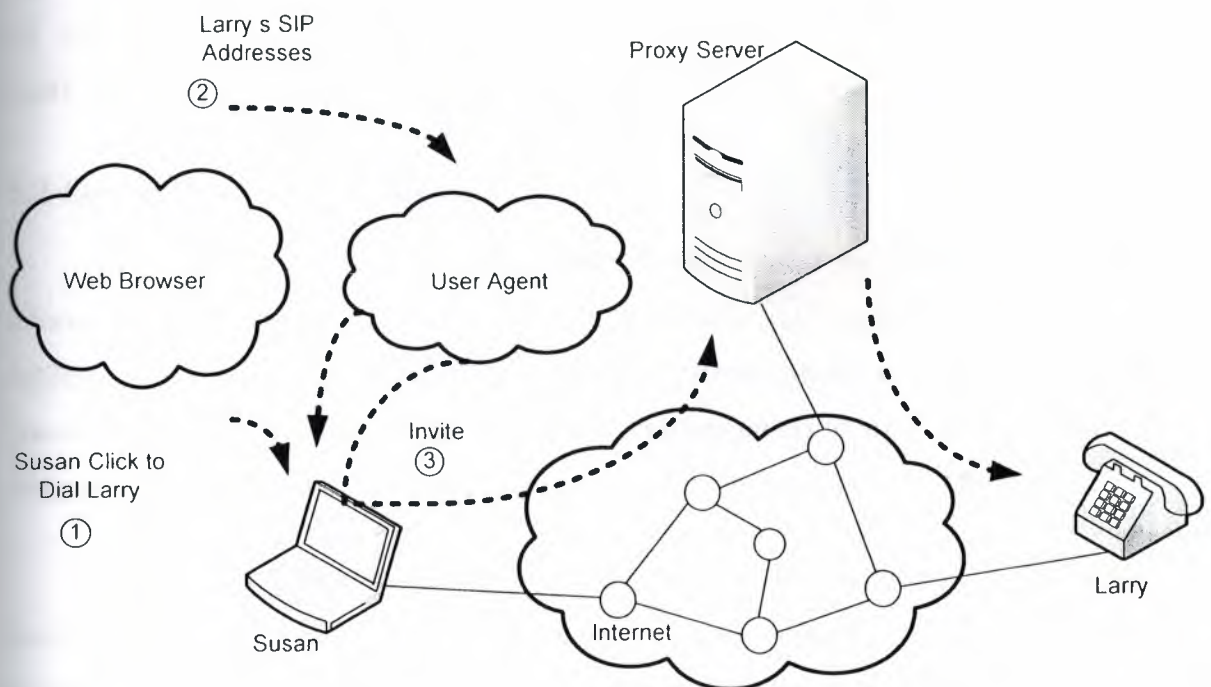 Larry s SIP
Addresses
②
Proxy Server
Web Browser
User Agent
Invite
③
Susan Click to
Dial Larry
①
Susan
Internet
Larry